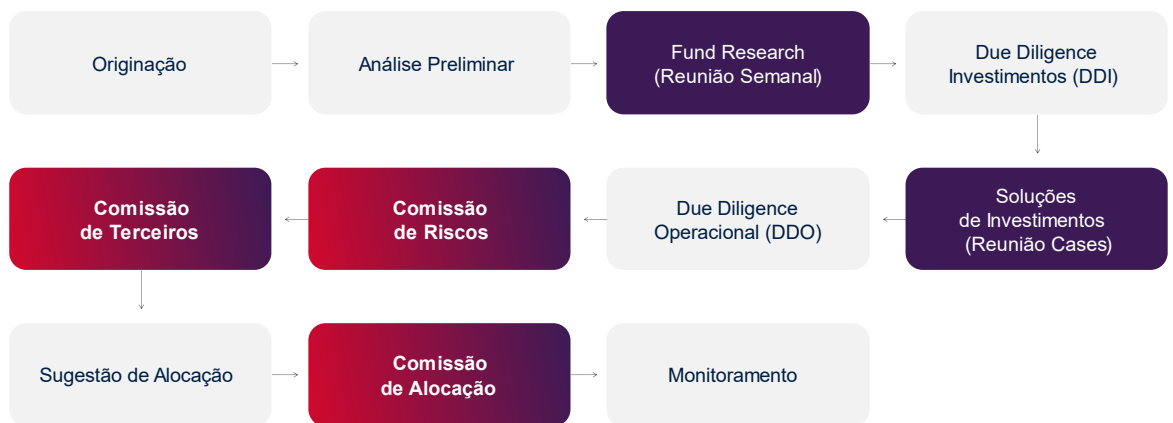 Originação
Análise Preliminar
Fund Research
(Reunião Semanal)
Due Diligence
Investimentos (DDI)
Comissão
de Terceiros
Comissão
de Riscos
Due Diligence
Operacional (DDO)
Soluções
de Investimentos
(Reunião Cases)
Sugestão de Alocação
Comissão
de Alocação
Monitoramento